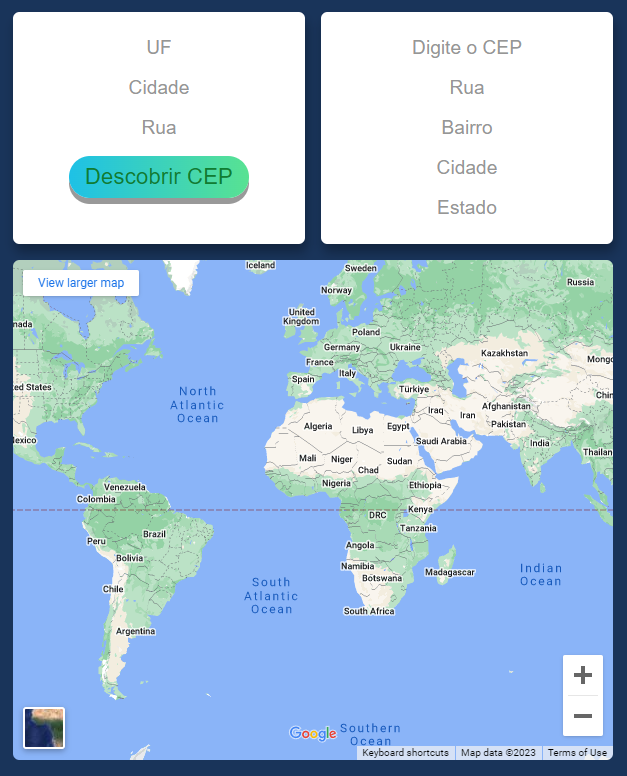 UF
Cidade
Rua
Descobrir CEP
Digite o CEP
Rua
Bairro
Cidade
Estado
View larger map
Iceland
Sweden
Norway
Russia
United
Kingdom
nada
Poland
Germany
Ukraine
France
Kazakhstan
Mongo
Italy
Spain
Türkiye
ed States
North
Atlantic
Ocean
Chin
Iraq
Iran
Afghanistan
Pakistan
Algeria
Libya
Egypt
Saudi Arabia
India
Mexico
Thailan
Mali
Niger
Chad
Sudan
Nigeria
Ethiopia
Venezuela
Colombia
DRC
Kenya
Tanzania
Peru
Brazil
Angola
Bolivia
Namibia
Botswana
Madagascar
Indian
Ocean
Chile
South
Atlantic
Ocean
South Africa
Argentina
Google
Southern
Ocean
Keyboard shortcuts
Map data ©2023
Terms of Use